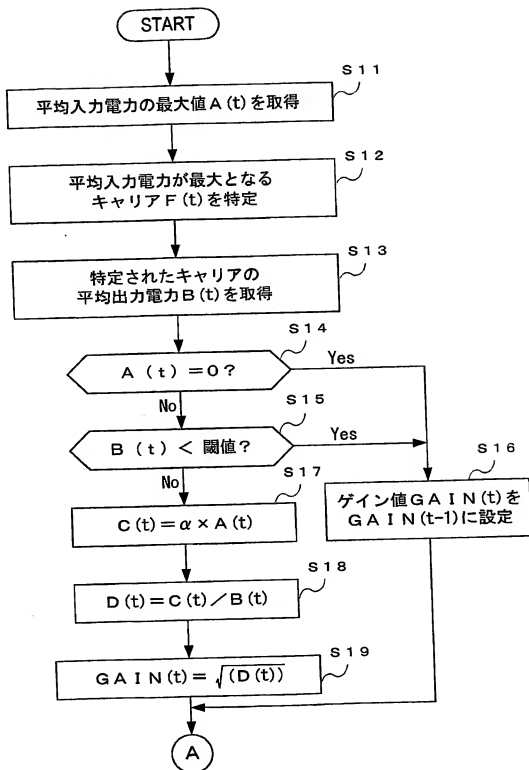 START
S11
平均入力電力の最大値A(t)を取得
S12
平均入力電力が最大となる
キャリアF(t)を特定
S13
特定されたキャリアの
平均出力電力B(t)を取得
S14
A(t)=0?
Yes
No
S15
B(t)<閾値?
Yes
No
S16
ゲイン値GAIN(t)を
GAIN(t-1)に設定
S17
C(t)=α×A(t)
S18
D(t)=C(t)/B(t)
S19
GAIN(t)=√(D(t))
A